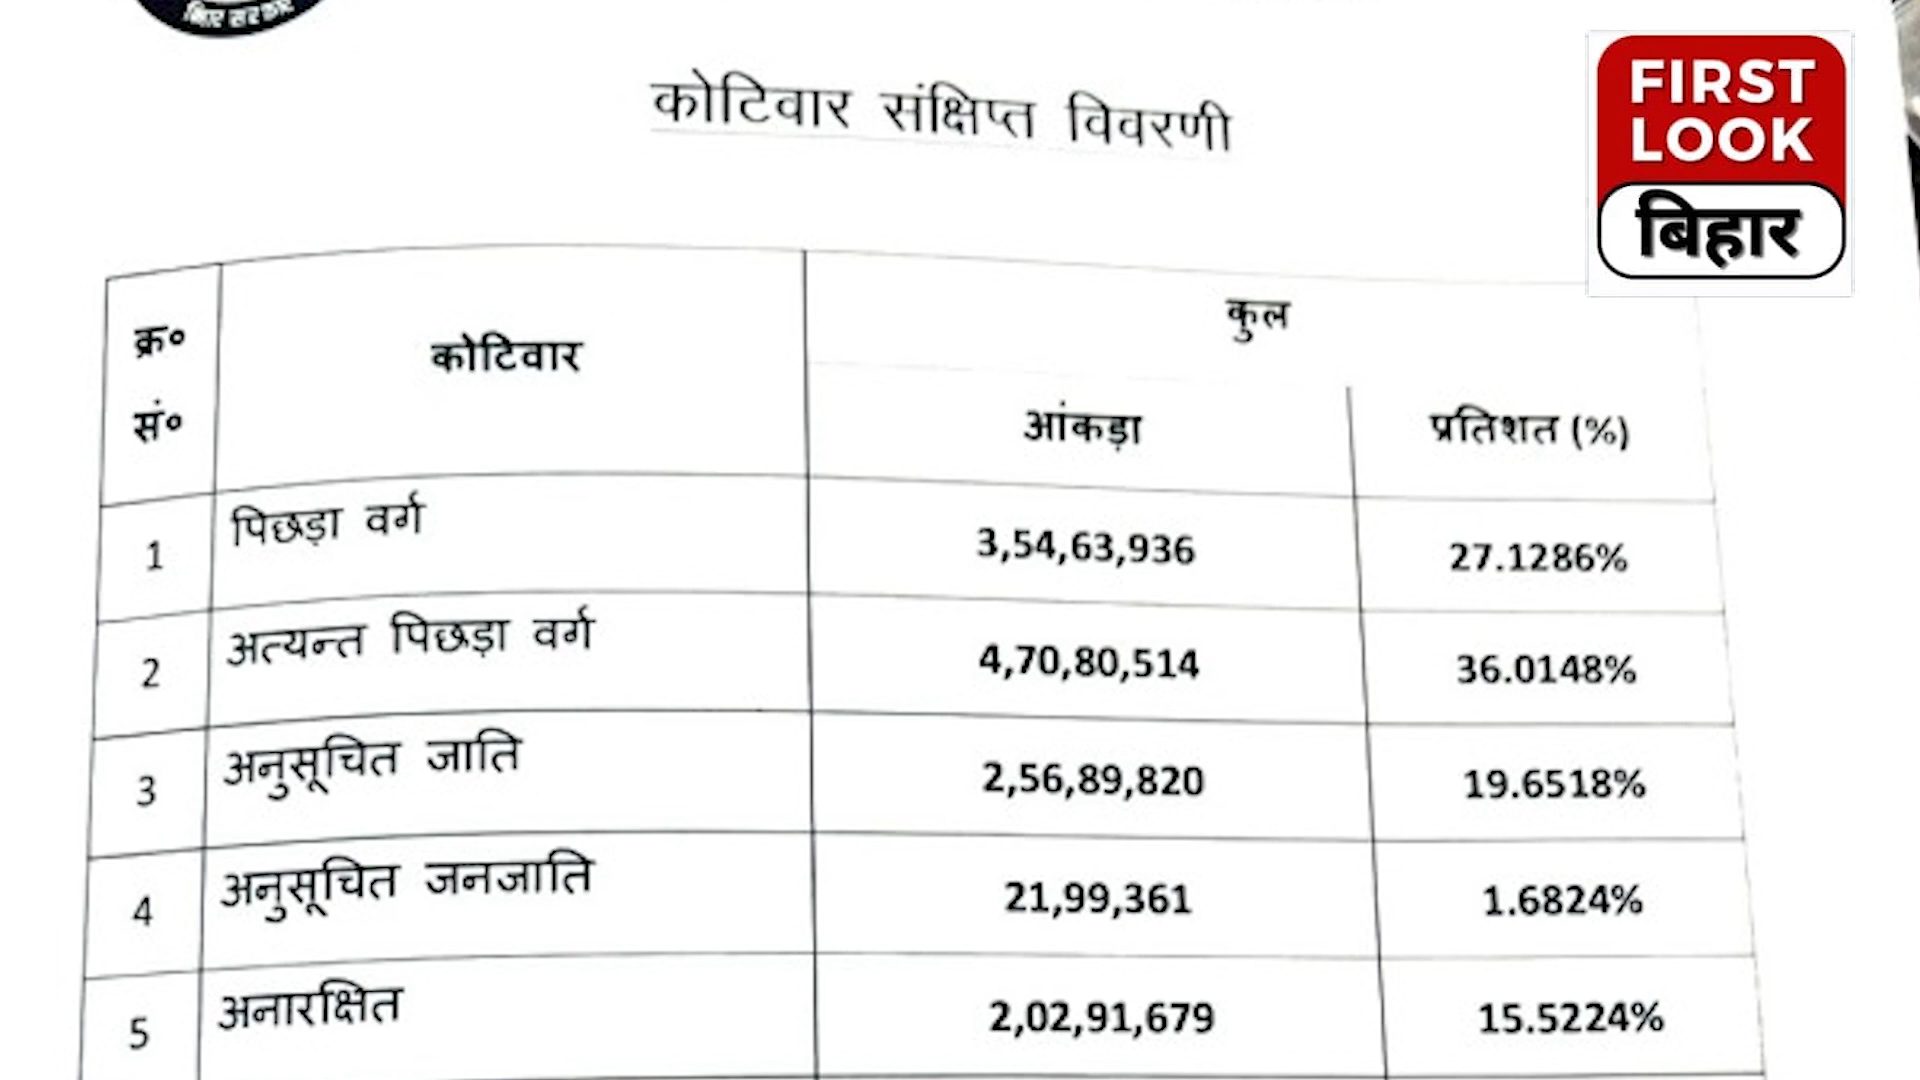 बिहार सरकार
कोटिवार संक्षिप्त विवरणी
FIRST
LOOK
बिहार
क्र०
सं०
कोटिवार
कुल
आंकड़ा
प्रतिशत (%)
1 पिछड़ा वर्ग 3,54,63,936 27.1286%
2 अत्यन्त पिछड़ा वर्ग 4,70,80,514 36.0148%
3 अनुसूचित जाति 2,56,89,820 19.6518%
4 अनुसूचित जनजाति 21,99,361 1.6824%
5 अनारक्षित 2,02,91,679 15.5224%